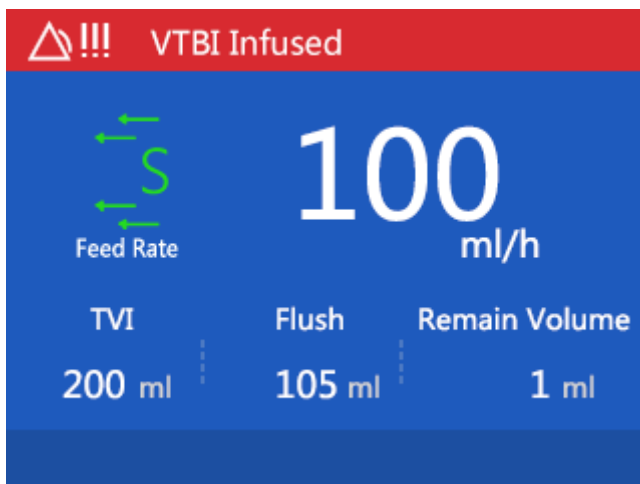 !!! VTBI Infused
S
100
Feed Rate
ml/h
TVI Flush Remain Volume
200 ml 105 ml 1 ml